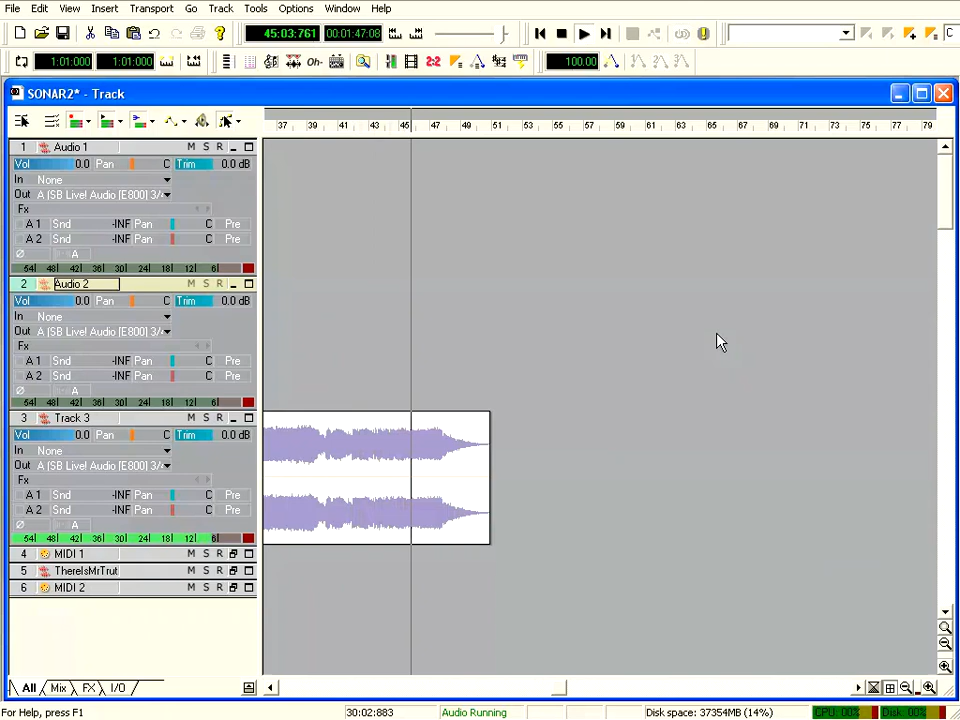 File Edit View Insert Transport Go Track Tools Options Window Help
45:03:761 00:01:47:08
1:01:000 1:01:000 Oh- 2:2 100.00
SONAR2* - Track
37 39 41 43 45 47 49 51 53 55 57 59 61 63 65 67 69 71 73 75 77 79
1 Audio 1 M S R
Vol 0.0 Pan C Trim 0.0 dB
In None
Out A (SB Live! Audio [E800] 3/
Fx
A 1 Snd -INF Pan C Pre
A 2 Snd -INF Pan C Pre
A
54 48 42 36 30 24 18 12 6
2 Audio 2 M S R
Vol 0.0 Pan C Trim 0.0 dB
In None
Out A (SB Live! Audio [E800] 3/
Fx
A 1 Snd -INF Pan C Pre
A 2 Snd -INF Pan C Pre
A
54 48 42 36 30 24 18 12 6
3 Track 3 M S R
Vol 0.0 Pan C Trim 0.0 dB
In None
Out A (SB Live! Audio [E800] 3/
Fx
A 1 Snd -INF Pan C Pre
A 2 Snd -INF Pan C Pre
A
54 48 42 36 30 24 18 12 6
4 MIDI 1 M S R
5 ThereIsMrTrut M S R
6 MIDI 2 M S R
All Mix FX I/O
For Help, press F1 30:02:883 Audio Running Disk space: 37354MB (14%) CPU: 00% Disk: 00%